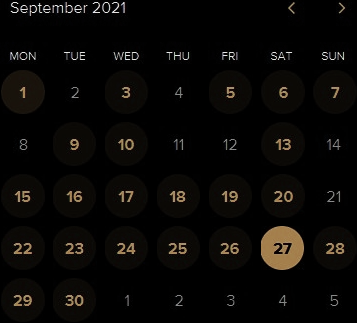 September 2021
MON TUE WED THU FRI SAT SUN
1 2 3 4 5 6 7
8 9 10 11 12 13 14
15 16 17 18 19 20 21
22 23 24 25 26 27 28
29 30 1 2 3 4 5